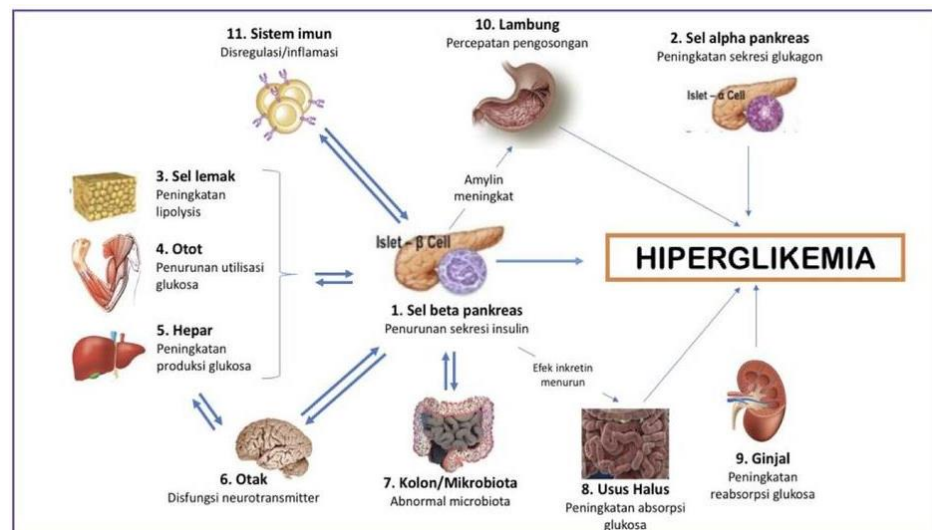 11. Sistem imun
Disregulasi/inflamasi
10. Lambung
Percepatan pengosongan
2. Sel alpha pankreas
Peningkatan sekresi glukagon
Islet – α Cell
3. Sel lemak
Peningkatan
lipolysis
Amylin
meningkat
4. Otot
Penurunan utilisasi
glukosa
Islet – β Cell
HIPERGLIKEMIA
1. Sel beta pankreas
Penurunan sekresi insulin
5. Hepar
Peningkatan
produksi glukosa
Efek inkretin
menurun
6. Otak
Disfungsi neurotransmitter
7. Kolon/Mikrobiota
Abnormal microbiota
8. Usus Halus
Peningkatan absorpsi
glukosa
9. Ginjal
Peningkatan
reabsorpsi glukosa